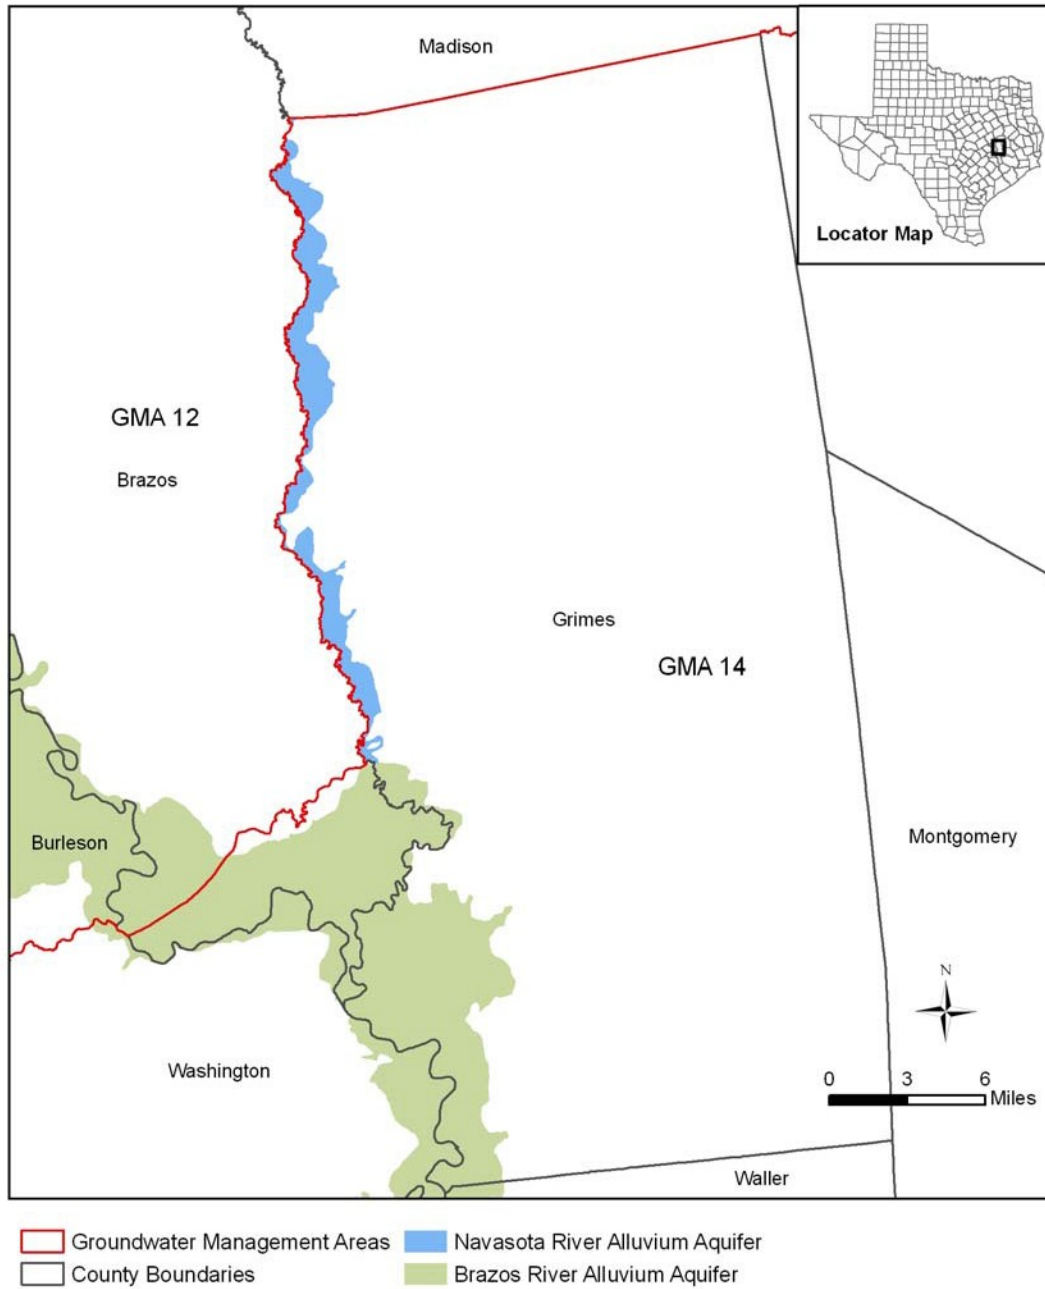 Madison
Locator Map
GMA 12
Brazos
Grimes
GMA 14
Burleson
Montgomery
N
Washington
0 3 6
Miles
Waller
Groundwater Management Areas
Navasota River Alluvium Aquifer
County Boundaries
Brazos River Alluvium Aquifer